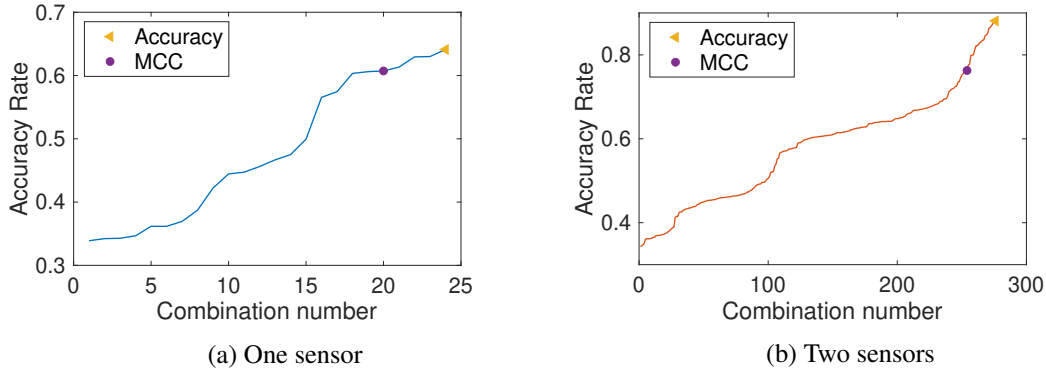 0.7
0.6
0.5
0.4
0.3
Accuracy Rate
Accuracy
MCC
0 5 10 15 20 25
Combination number
(a) One sensor
0.8
0.6
0.4
Accuracy Rate
Accuracy
MCC
0 100 200 300
Combination number
(b) Two sensors